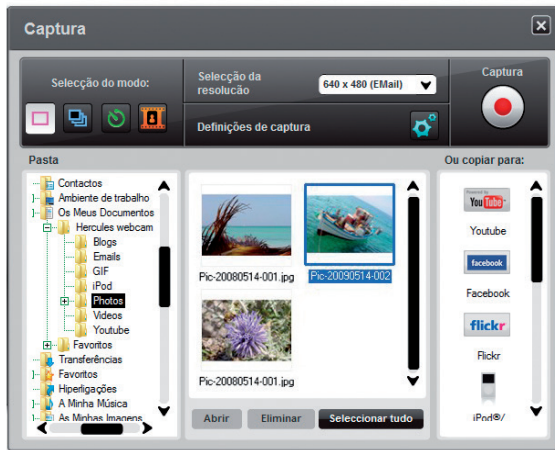 Captura
Selecção do modo:
Selecção da
resolucão
640 x 480 (EMail)
Definições de captura
Captura
Pasta
Contactos
Ambiente de trabalho
Os Meus Documentos
Hercules webcam
Blogs
Emails
GIF
iPod
Photos
Videos
Youtube
Favoritos
Transferências
Favoritos
Hiperligações
A Minha Música
As Minhas Imagens
Pic-20080514-001.jpg
Pic-20090514-002
Pic-20080514-001.jpg
Abrir
Eliminar
Seleccionar tudo
Ou copiar para:
Powered by
YouTube
Youtube
facebook
Facebook
flickr
Flickr
iPod®/